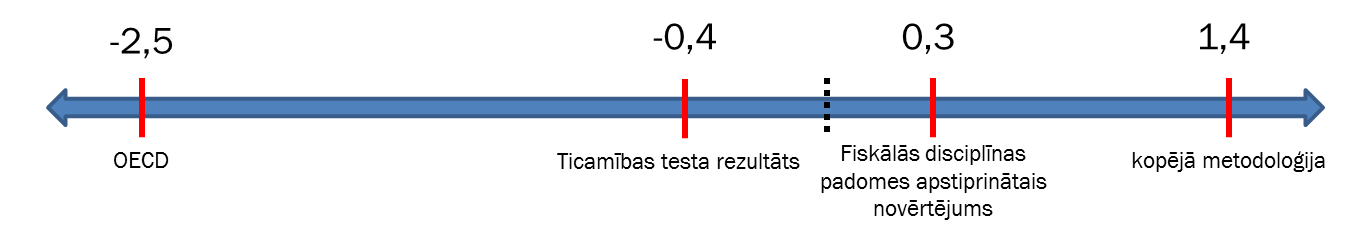 -2,5
-0,4
0,3
1,4
OECD
Ticamības testa rezultāts
Fiskālās disciplīnas
padomes apstiprinātais
novērtējums
kopējā metodoloģija